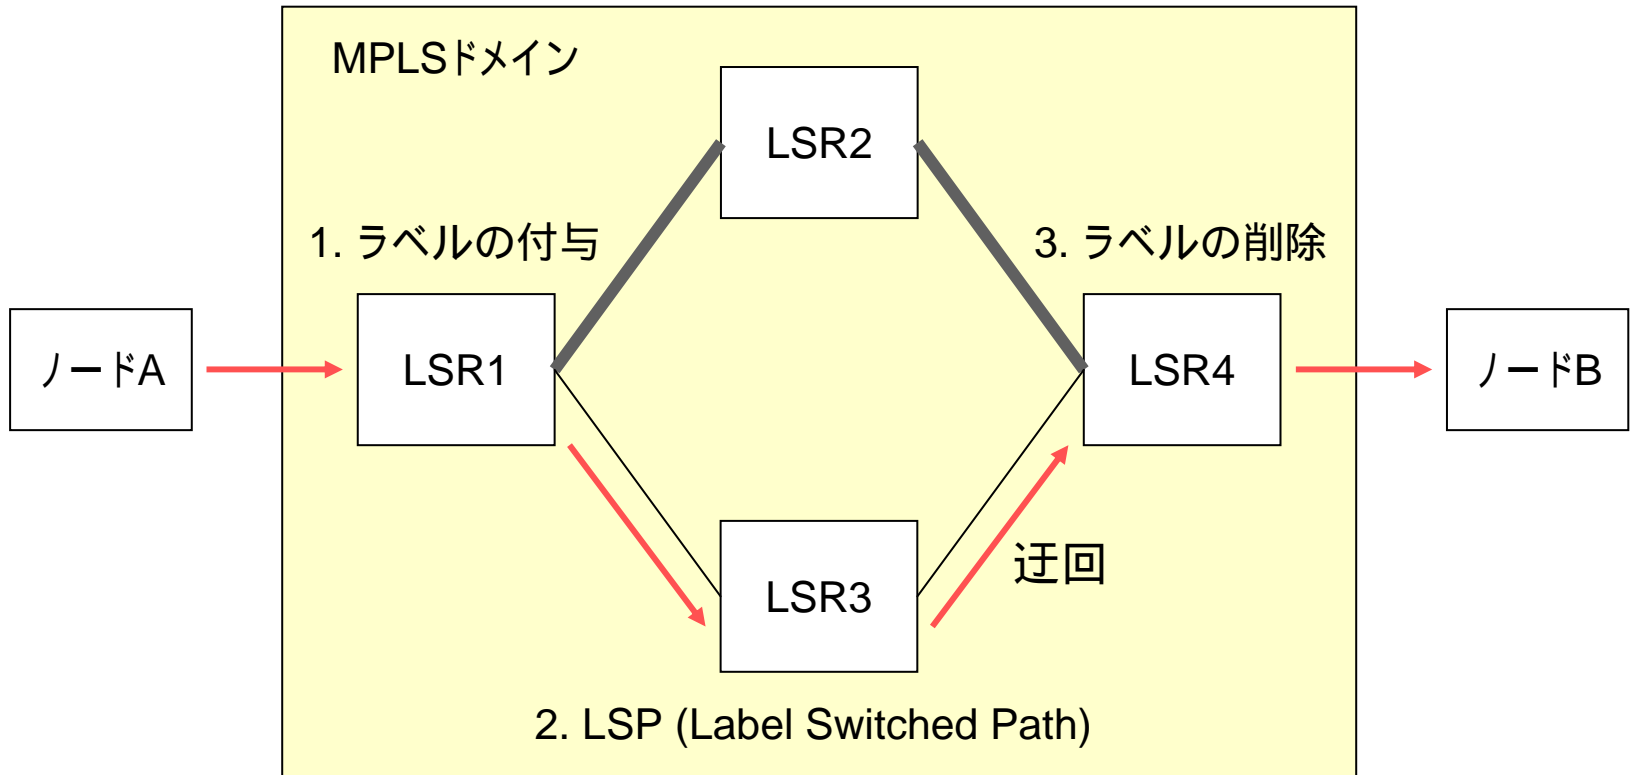 MPLSドメイン
LSR2
1. ラベルの付与
3. ラベルの削除
ノードA
LSR1
LSR4
ノードB
迂回
LSR3
2. LSP (Label Switched Path)